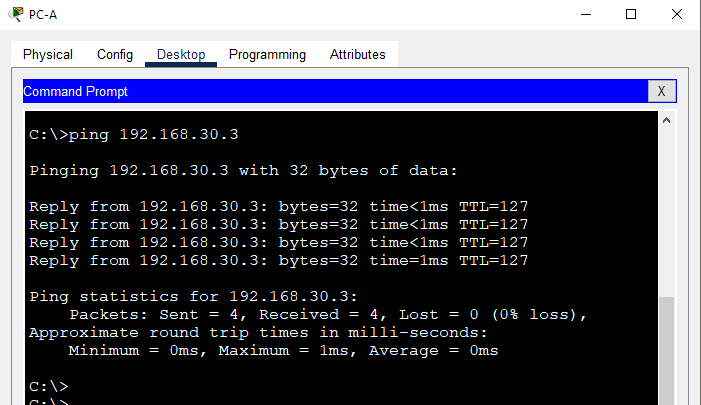 PC-A
Physical Config Desktop Programming Attributes
Command Prompt X
C:\>ping 192.168.30.3
Pinging 192.168.30.3 with 32 bytes of data:
Reply from 192.168.30.3: bytes=32 time<1ms TTL=127
Reply from 192.168.30.3: bytes=32 time<1ms TTL=127
Reply from 192.168.30.3: bytes=32 time<1ms TTL=127
Reply from 192.168.30.3: bytes=32 time=1ms TTL=127
Ping statistics for 192.168.30.3:
Packets: Sent = 4, Received = 4, Lost = 0 (0% loss),
Approximate round trip times in milli-seconds:
Minimum = 0ms, Maximum = 1ms, Average = 0ms
C:\>
C:\>